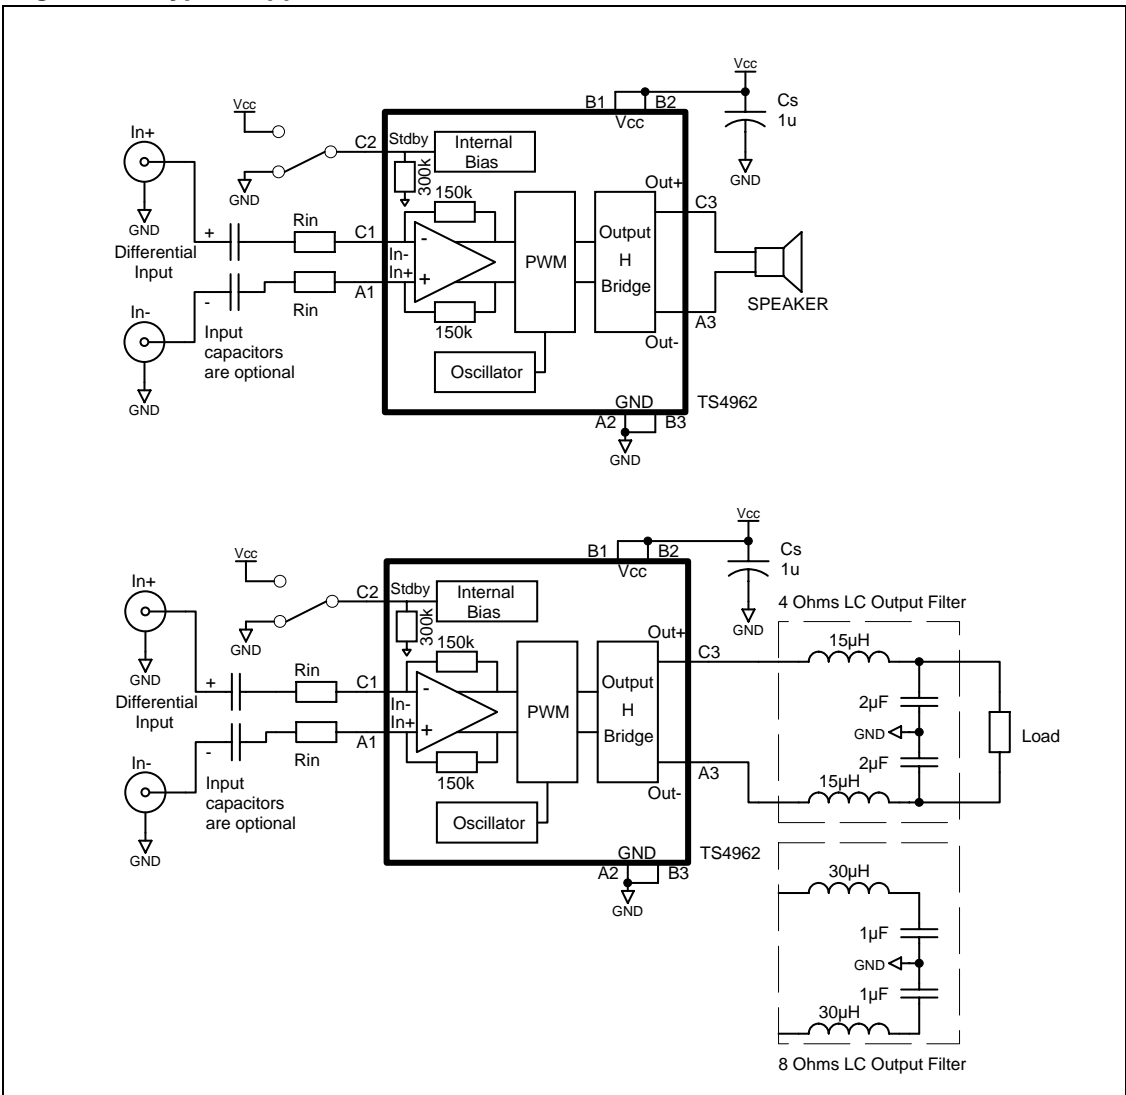 Vcc
B1
B2
Vcc
Cs
1u
GND
Vcc
In+
GND
C2
Stdby
Internal
Bias
300k
GND
150k
Out+
C3
+
Rin
C1
-
In-
In+
+
PWM
Output
H
Bridge
Differential
Input
SPEAKER
In-
-
Rin
A1
150k
A3
Out-
Input
capacitors
are optional
Oscillator
GND
GND
TS4962
A2
B3
GND
Vcc
B1
B2
Vcc
Cs
1u
GND
Vcc
In+
GND
C2
Stdby
Internal
Bias
300k
GND
150k
Out+
C3
4 Ohms LC Output Filter
15µH
2µF
GND
2µF
15µH
Load
+
Rin
C1
-
In-
In+
+
PWM
Output
H
Bridge
Differential
Input
In-
-
Rin
A1
150k
A3
Out-
Input
capacitors
are optional
Oscillator
GND
GND
TS4962
A2
B3
GND
30µH
1µF
GND
1µF
30µH
8 Ohms LC Output Filter